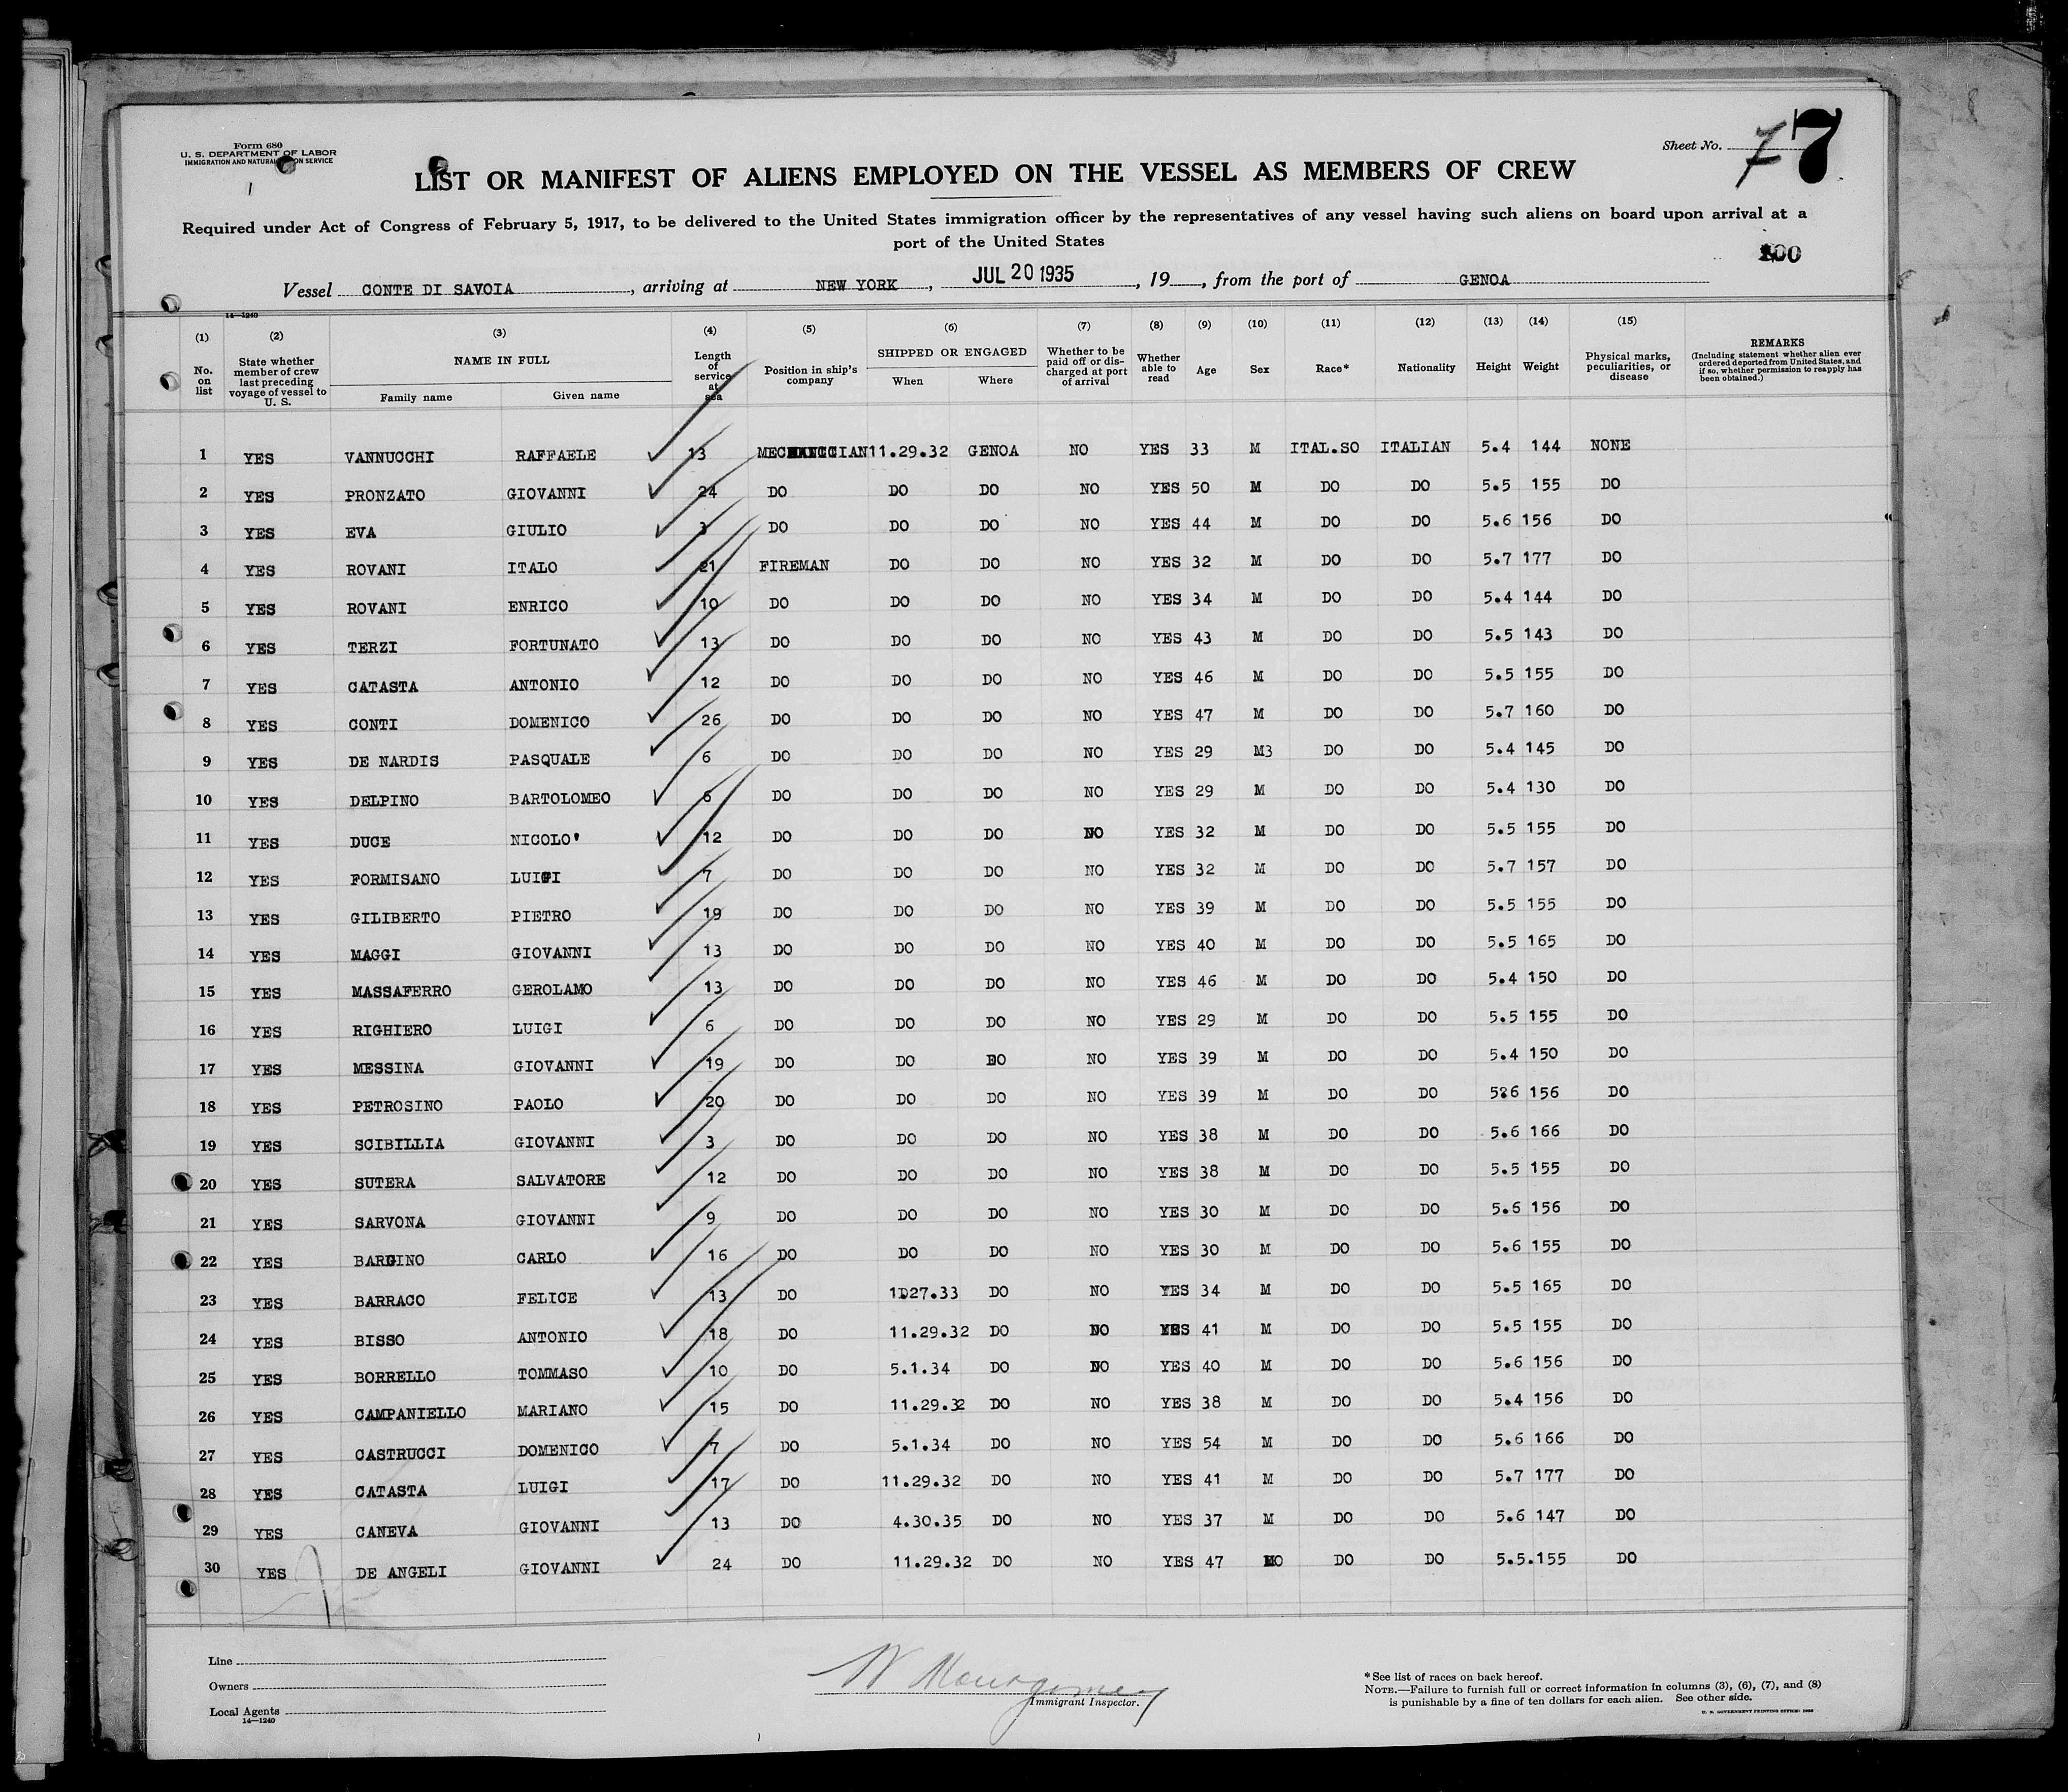 Form 680
U. S. DEPARTMENT OF LABOR
IMMIGRATION AND NATURALIZATION SERVICE
Sheet No. 7 7
LIST OR MANIFEST OF ALIENS EMPLOYED ON THE VESSEL AS MEMBERS OF CREW
Required under Act of Congress of February 5, 1917, to be delivered to the United States immigration officer by the representatives of any vessel having such aliens on board upon arrival at a
port of the United States
Vessel CONTE DI SAVOIA, arriving at NEW YORK, JUL 20 1935, 19__, from the port of GENOA
14—1240
(1) (2) (3) (4) (5) (6) (7) (8) (9) (10) (11) (12) (13) (14) (15)
No. on list State whether member of crew last preceding voyage of vessel to U. S. NAME IN FULL Family name Given name Length of service at sea Position in ship's company SHIPPED OR ENGAGED When Where Whether to be paid off or discharged at port of arrival Whether able to read Age Sex Race* Nationality Height Weight Physical marks, peculiarities, or disease REMARKS (Including statement whether alien ever ordered deported from United States, and if so, whether permission to reapply has been obtained.)
1 YES VANNUCCHI RAFFAELE 13 11.29.32 GENOA NO YES 33 M ITAL.SO ITALIAN 5.4 144 NONE
2 YES PRONZATO GIOVANNI 24 DO DO DO NO YES 50 M DO DO 5.5 155 DO
3 YES EVA GIULIO 3 DO DO DO NO YES 44 M DO DO 5.6 156 DO
4 YES ROVANI ITALO 21 FIREMAN DO DO NO YES 32 M DO DO 5.7 177 DO
5 YES ROVANI ENRICO 10 DO DO DO NO YES 34 M DO DO 5.4 144 DO
6 YES TERZI FORTUNATO 13 DO DO DO NO YES 43 M DO DO 5.5 143 DO
7 YES CATASTA ANTONIO 12 DO DO DO NO YES 46 M DO DO 5.5 155 DO
8 YES CONTI DOMENICO 26 DO DO DO NO YES 47 M DO DO 5.7 160 DO
9 YES DE NARDIS PASQUALE 6 DO DO DO NO YES 29 M3 DO DO 5.4 145 DO
10 YES DELPINO BARTOLOMEO 6 DO DO DO NO YES 29 M DO DO 5.4 130 DO
11 YES DUCE NICOLO' 12 DO DO DO NO YES 32 M DO DO 5.5 155 DO
12 YES FORMISANO LUIGI 7 DO DO DO NO YES 32 M DO DO 5.7 157 DO
13 YES GILIBERTO PIETRO 19 DO DO DO NO YES 39 M DO DO 5.5 155 DO
14 YES MAGGI GIOVANNI 13 DO DO DO NO YES 40 M DO DO 5.5 165 DO
15 YES MASSAFERRO GEROLAMO 13 DO DO DO NO YES 46 M DO DO 5.4 150 DO
16 YES RIGHIERO LUIGI 6 DO DO DO NO YES 29 M DO DO 5.5 155 DO
17 YES MESSINA GIOVANNI 19 DO DO DO NO YES 39 M DO DO 5.4 150 DO
18 YES PETROSINO PAOLO 20 DO DO DO NO YES 39 M DO DO 5:6 156 DO
19 YES SCIBILLIA GIOVANNI 3 DO DO DO NO YES 38 M DO DO 5.6 166 DO
20 YES SUTERA SALVATORE 12 DO DO DO NO YES 38 M DO DO 5.5 155 DO
21 YES SARVONA GIOVANNI 9 DO DO DO NO YES 30 M DO DO 5.6 156 DO
22 YES BARGINO CARLO 16 DO DO DO NO YES 30 M DO DO 5.6 155 DO
23 YES BARRACO FELICE 13 DO 1D27.33 DO NO YES 34 M DO DO 5.5 165 DO
24 YES BISSO ANTONIO 18 DO 11.29.32 DO NO YES 41 M DO DO 5.5 155 DO
25 YES BORRELLO TOMMASO 10 DO 5.1.34 DO NO YES 40 M DO DO 5.6 156 DO
26 YES CAMPANIELLO MARIANO 15 DO 11.29.32 DO NO YES 38 M DO DO 5.4 156 DO
27 YES CASTRUCCI DOMENICO 7 DO 5.1.34 DO NO YES 54 M DO DO 5.6 166 DO
28 YES CATASTA LUIGI 17 DO 11.29.32 DO NO YES 41 M DO DO 5.7 177 DO
29 YES CANEVA GIOVANNI 13 DO 4.30.35 DO NO YES 37 M DO DO 5.6 147 DO
30 YES DE ANGELI GIOVANNI 24 DO 11.29.32 DO NO YES 47 DO DO 5.5.155 DO
Line
Owners
Local Agents
14—1240
W Montgomery
Immigrant Inspector.
*See list of races on back hereof.
NOTE.—Failure to furnish full or correct information in columns (3), (6), (7), and (8)
is punishable by a fine of ten dollars for each alien. See other side.
U. S. GOVERNMENT PRINTING OFFICE: